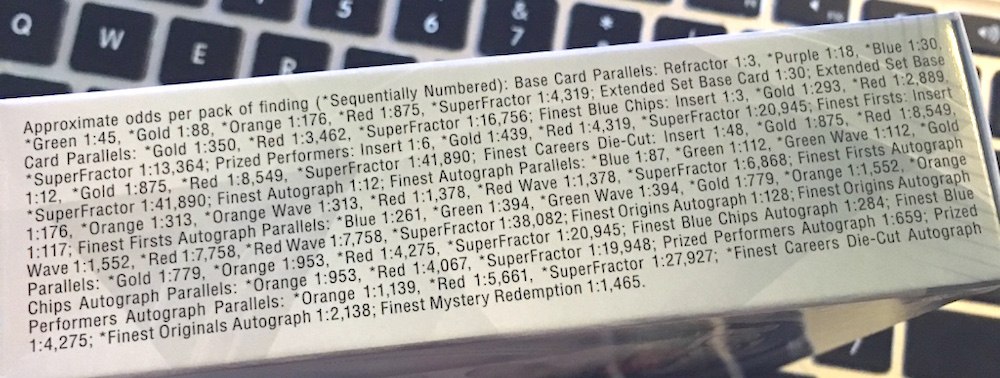 5
&
*
Q
W
6
7
E
R
Approximate odds per pack of finding (*Sequentially Numbered): Base Card Parallels: Refractor 1:3, *Purple 1:18, *Blue 1:30,
*Green 1:45, *Gold 1:88, *Orange 1:176, *Red 1:875, *SuperFractor 1:4,319; Extended Set Base Card 1:30; Extended Set Base
Card Parallels: *Gold 1:350, *Red 1:3,462, *SuperFractor 1:16,756; Finest Blue Chips: Insert 1:3, *Gold 1:293, *Red 1:2,889,
*SuperFractor 1:13,364; Prized Performers: Insert 1:6, *Gold 1:439, *Red 1:4,319, *SuperFractor 1:20,945; Finest Firsts: Insert
1:12, *Gold 1:875, *Red 1:8,549, *SuperFractor 1:41,890; Finest Careers Die-Cut: Insert 1:48, *Gold 1:875, *Red 1:8,549,
*SuperFractor 1:41,890; Finest Autograph 1:12; Finest Autograph Parallels: *Blue 1:87, *Green 1:112, *Green Wave 1:112, *Gold
1:176, *Orange 1:313, *Orange Wave 1:313, *Red 1:1,378, *Red Wave 1:1,378, *SuperFractor 1:6,868; Finest Firsts Autograph
1:117; Finest Firsts Autograph Parallels: *Blue 1:261, *Green 1:394, *Green Wave 1:394, *Gold 1:779, *Orange 1:1,552, *Orange
Wave 1:1,552, *Red 1:7,758, *Red Wave 1:7,758, *SuperFractor 1:38,082; Finest Origins Autograph 1:128; Finest Origins Autograph
Parallels: *Gold 1:779, *Orange 1:953, *Red 1:4,275, *SuperFractor 1:20,945; Finest Blue Chips Autograph 1:284; Finest Blue
Chips Autograph Parallels: *Orange 1:953, *Red 1:4,067, *SuperFractor 1:19,948; Prized Performers Autograph 1:659; Prized
Performers Autograph Parallels: *Orange 1:1,139, *Red 1:5,661, *SuperFractor 1:27,927; *Finest Careers Die-Cut Autograph
1:4,275; *Finest Originals Autograph 1:2,138; Finest Mystery Redemption 1:1,465.